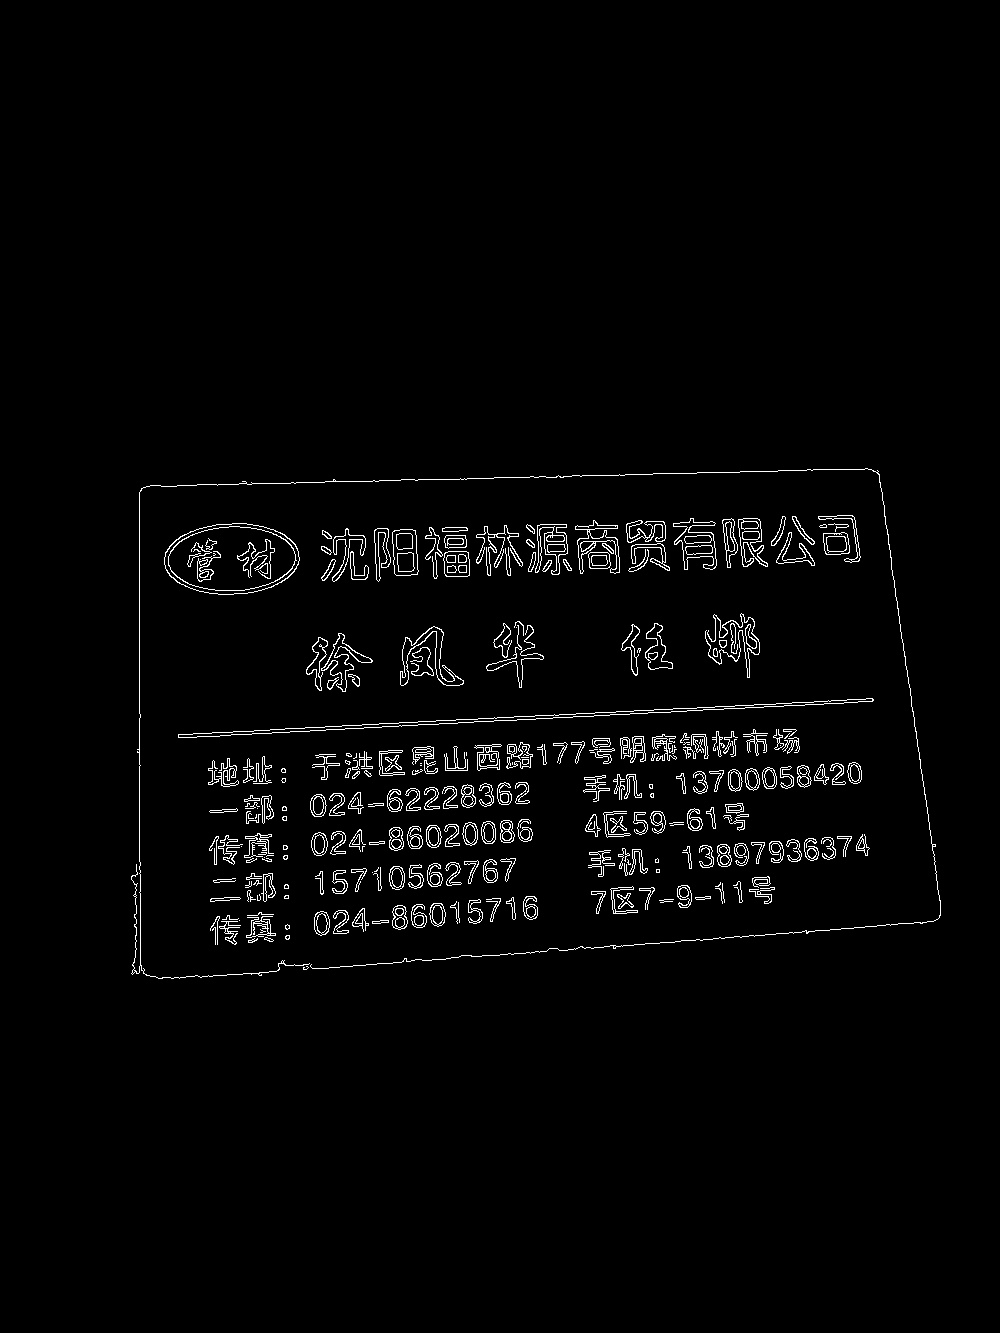 管材 沈阳福林源商贸有限公司
徐凤华 任娜
地址：于洪区昆山西路177号明廉钢材市场
一部：024-62228362 手机：13700058420
传真：024-86020086 4区59-61号
二部：15710562767 手机：13897936374
传真：024-86015716 7区7-9-11号